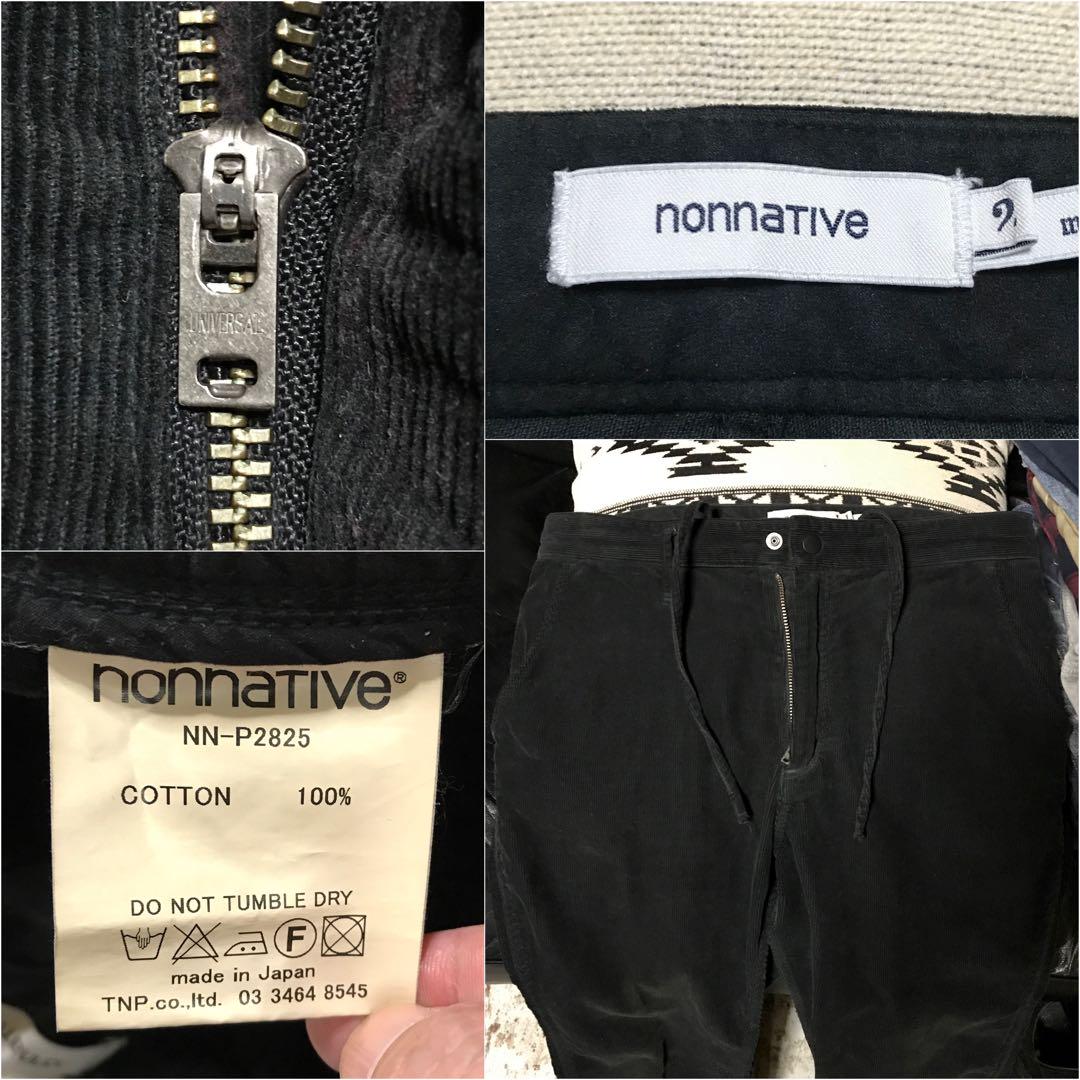 UNIVERSAL
nonnative
nonnative®
NN-P2825
COTTON 100%
DO NOT TUMBLE DRY
F
made in Japan
TNP.co.,ltd. 03 3464 8545